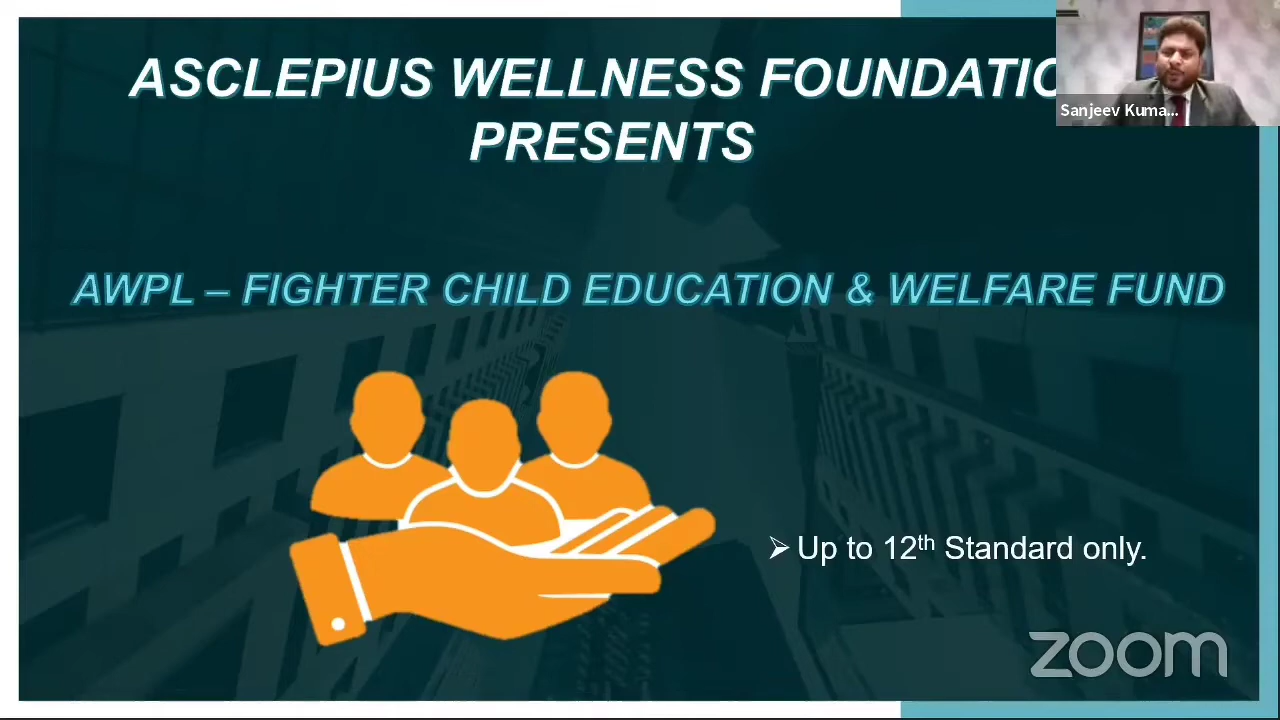 ASCLEPIUS WELLNESS FOUNDATIO
PRESENTS
Sanjeev Kuma...
AWPL – FIGHTER CHILD EDUCATION & WELFARE FUND
➢ Up to 12th Standard only.
zoom